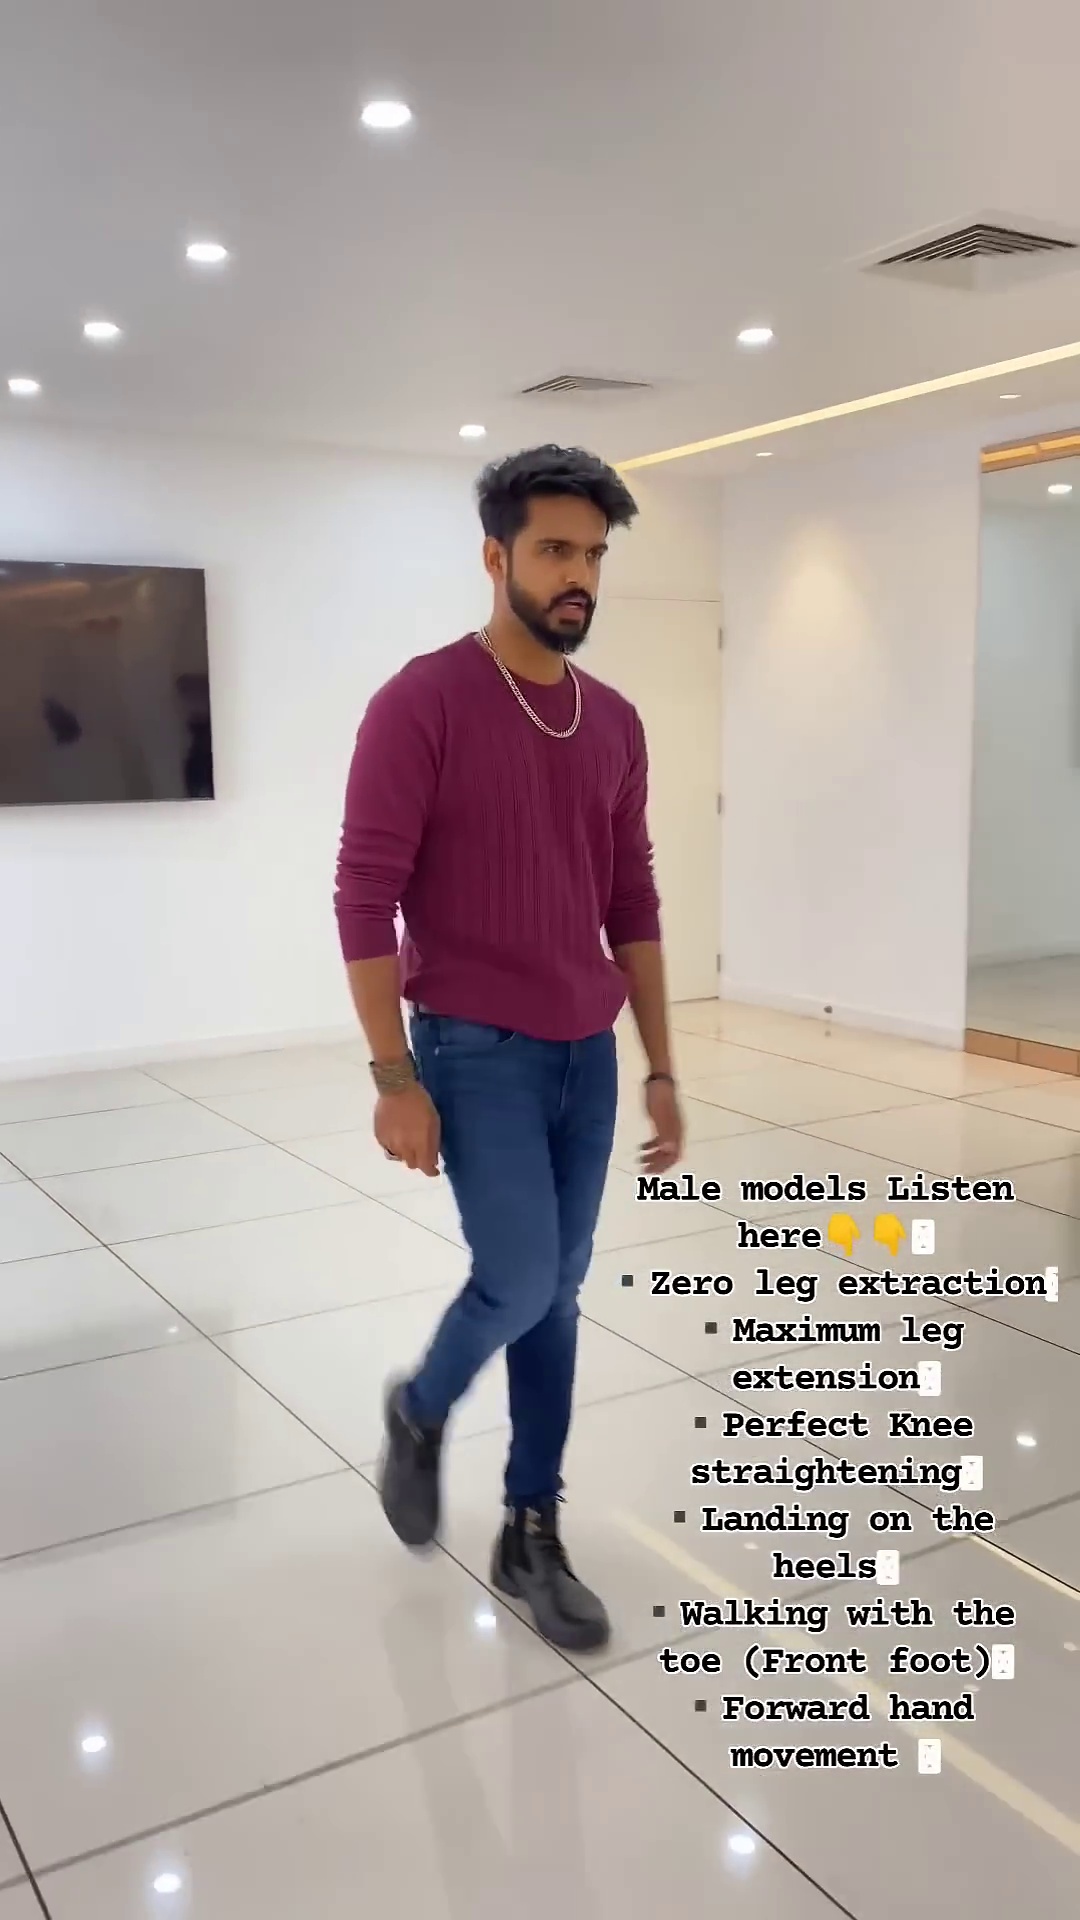 Male models Listen
here👇👇
▪ Zero leg extraction
▪ Maximum leg
extension
▪ Perfect Knee
straightening
▪ Landing on the
heels
▪ Walking with the
toe (Front foot)
▪ Forward hand
movement